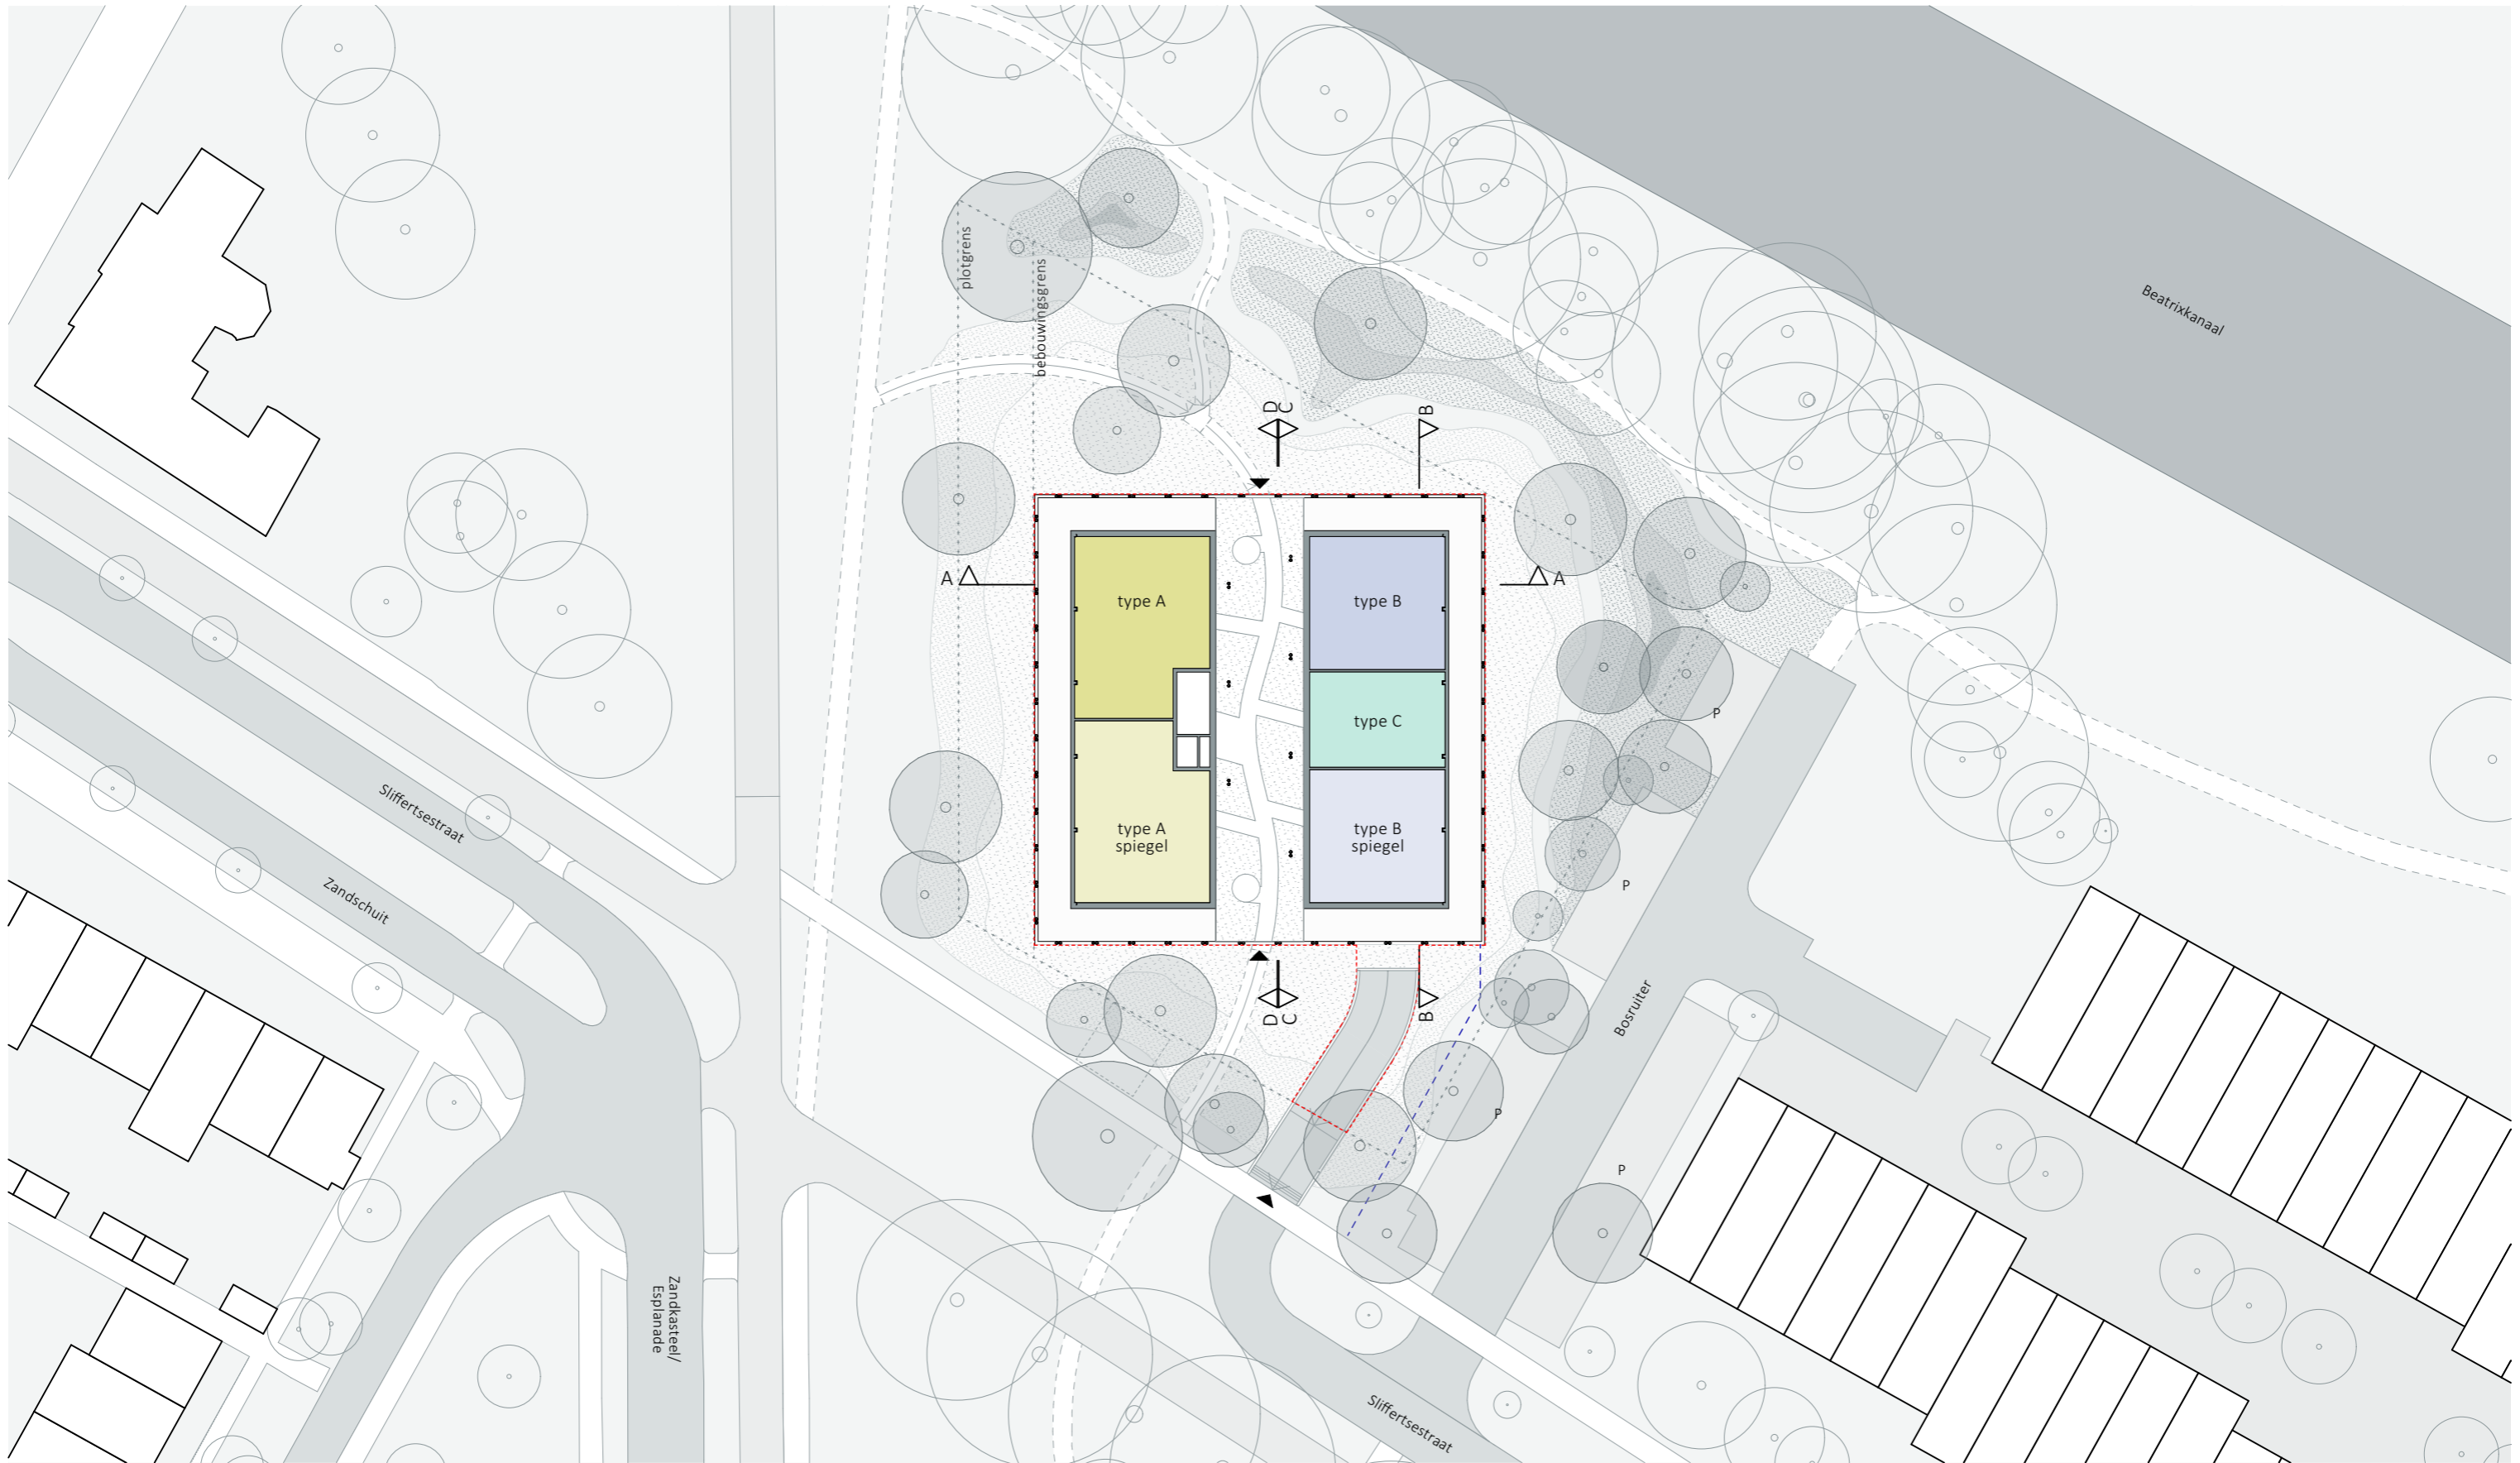 plotgrens
bebouwingsgrens
Beatrixkanaal
D
C
B
A
A
type A
type B
type C
type A
spiegel
type B
spiegel
P
P
P
P
Sliffertsestraat
Zandschuit
Bosruiter
D
C
B
Zandkasteel/
Esplanade
Sliffertsestraat